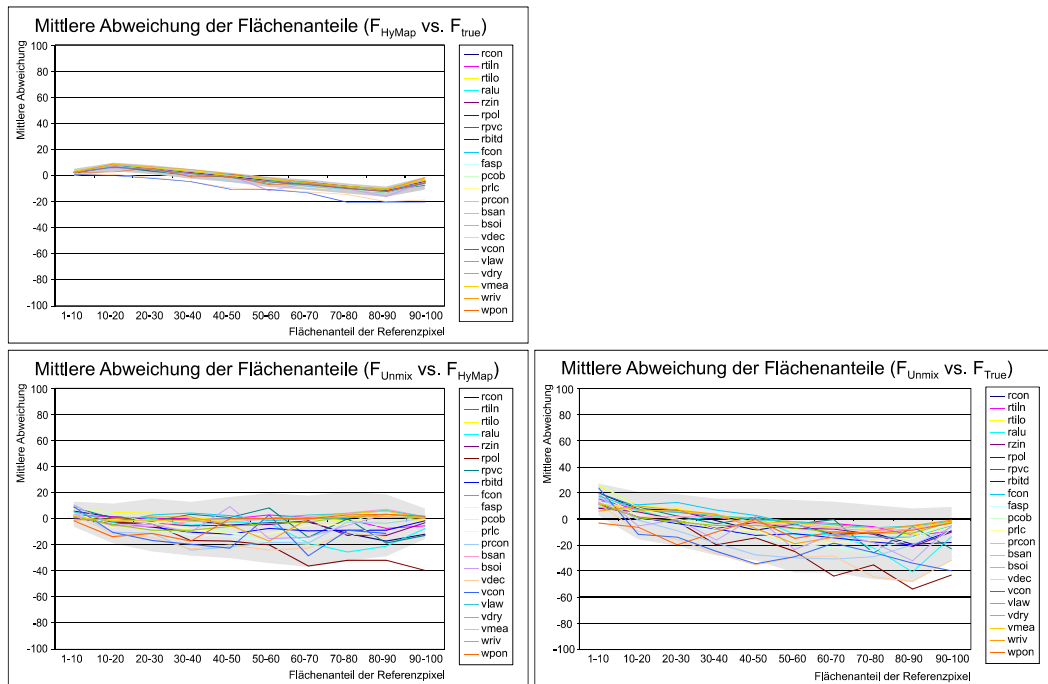 Mittlere Abweichung der Flächenanteile (F_HyMap vs. F_true)
Mittlere Abweichung
100
80
60
40
20
0
-20
-40
-60
-80
-100
1-10 10-20 20-30 30-40 40-50 50-60 60-70 70-80 80-90 90-100
Flächenanteil der Referenzpixel
rcon
rtiln
rtilo
ralu
rzin
rpol
rpvc
rbitd
fcon
fasp
pcob
prlc
prcon
bsan
bsoi
vdec
vcon
vlaw
vdry
vmea
wriv
wpon
Mittlere Abweichung der Flächenanteile (F_Unmix vs. F_HyMap)
Mittlere Abweichung
100
80
60
40
20
0
-20
-40
-60
-80
-100
1-10 10-20 20-30 30-40 40-50 50-60 60-70 70-80 80-90 90-100
Flächenanteil der Referenzpixel
rcon
rtiln
rtilo
ralu
rzin
rpol
rpvc
rbitd
fcon
fasp
pcob
prlc
prcon
bsan
bsoi
vdec
vcon
vlaw
vdry
vmea
wriv
wpon
Mittlere Abweichung der Flächenanteile (F_Unmix vs. F_True)
Mittlere Abweichung
100
80
60
40
20
0
-20
-40
-60
-80
-100
1-10 10-20 20-30 30-40 40-50 50-60 60-70 70-80 80-90 90-100
Flächenanteil der Referenzpixel
rcon
rtiln
rtilo
ralu
rzin
rpol
rpvc
rbitd
fcon
fasp
pcob
prlc
prcon
bsan
bsoi
vdec
vcon
vlaw
vdry
vmea
wriv
wpon